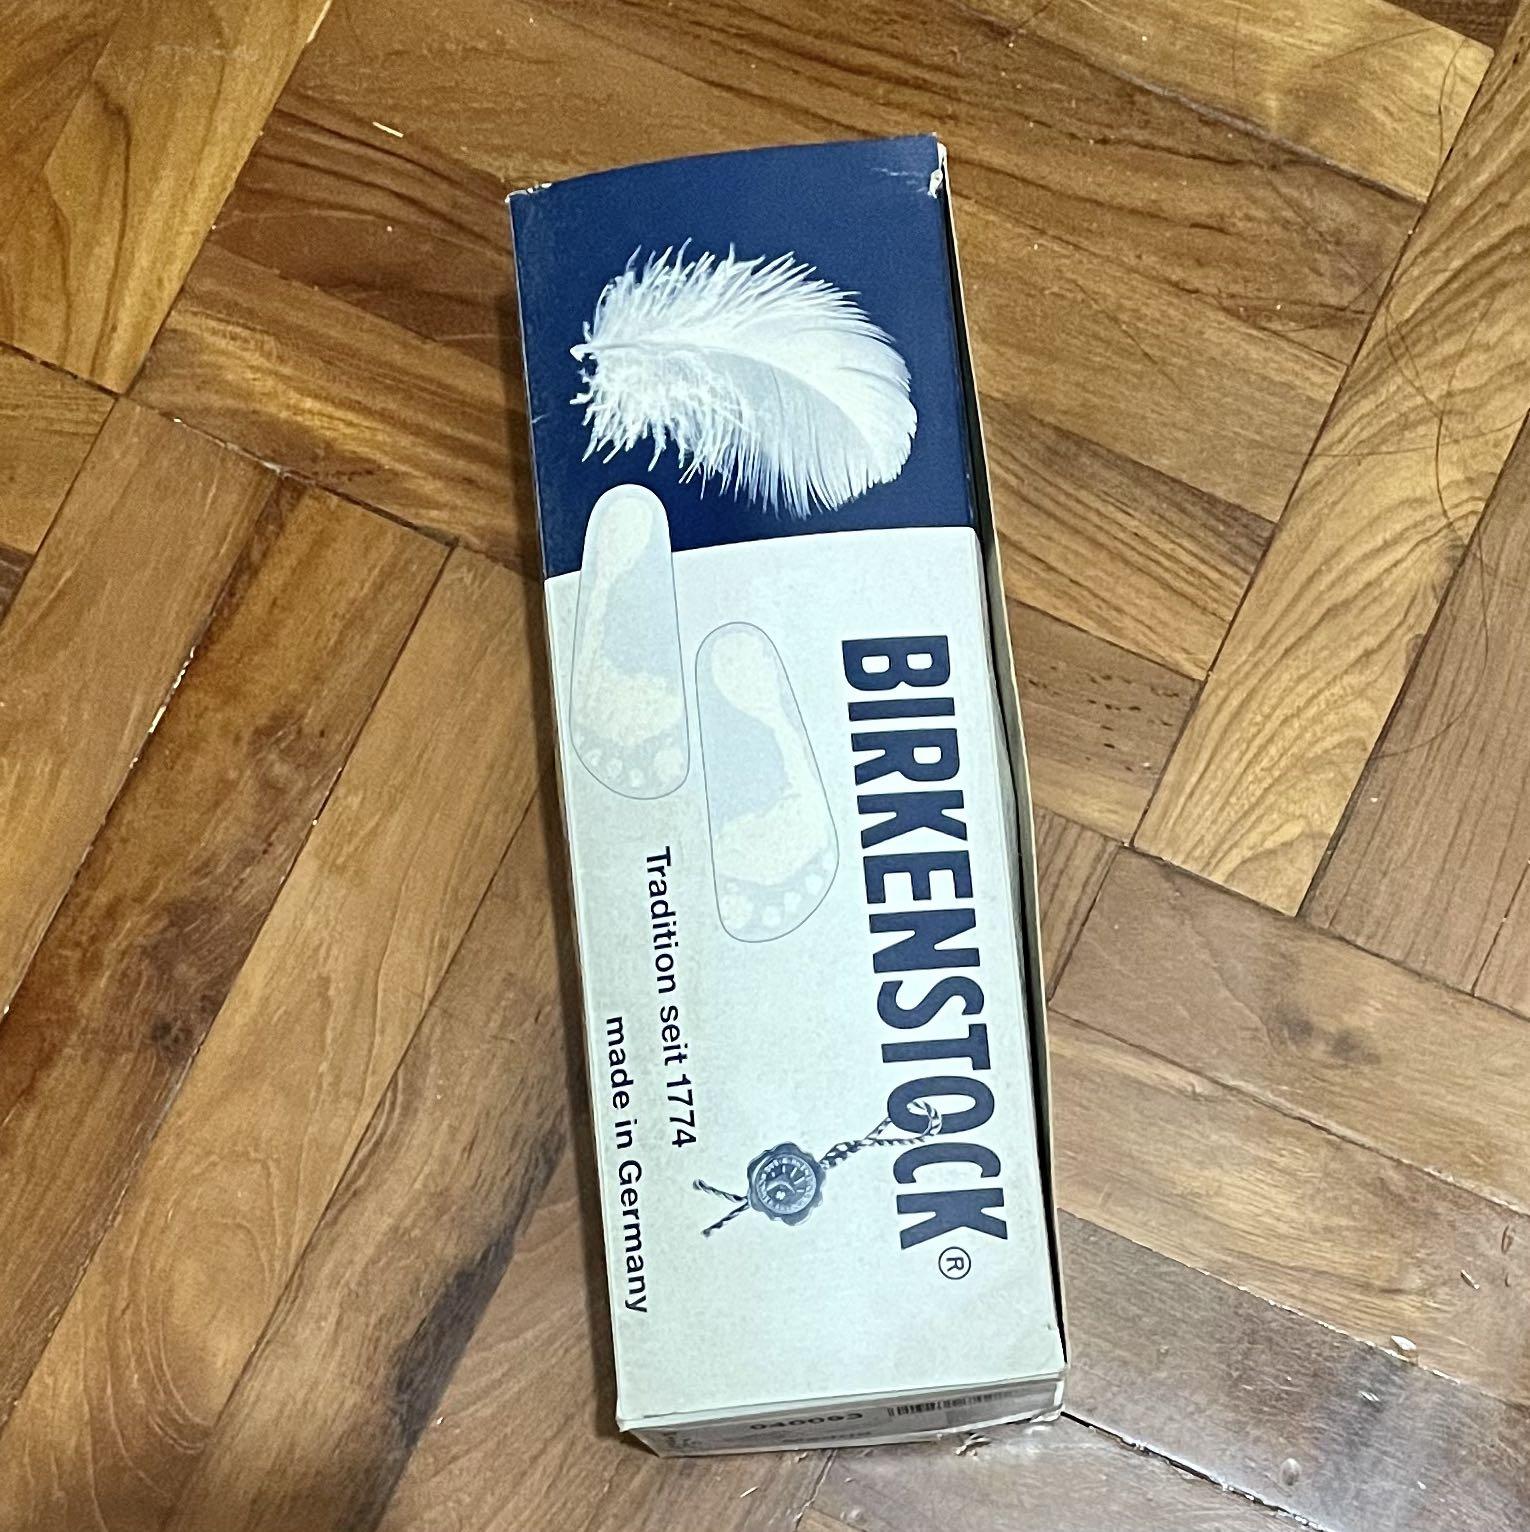 BIRKENSTOCK®
Tradition seit 1774
made in Germany